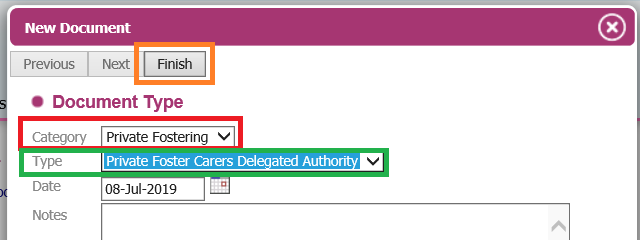 New Document
Previous Next Finish
Document Type
Category Private Fostering
Type Private Foster Carers Delegated Authority
Date 08-Jul-2019
Notes